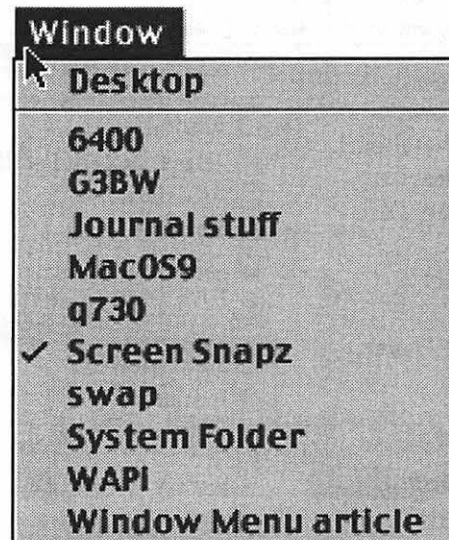 Window
Desktop
6400
G3BW
Journal stuff
MacOS9
q730
✓ Screen Snapz
swap
System Folder
WAPI
Window Menu article